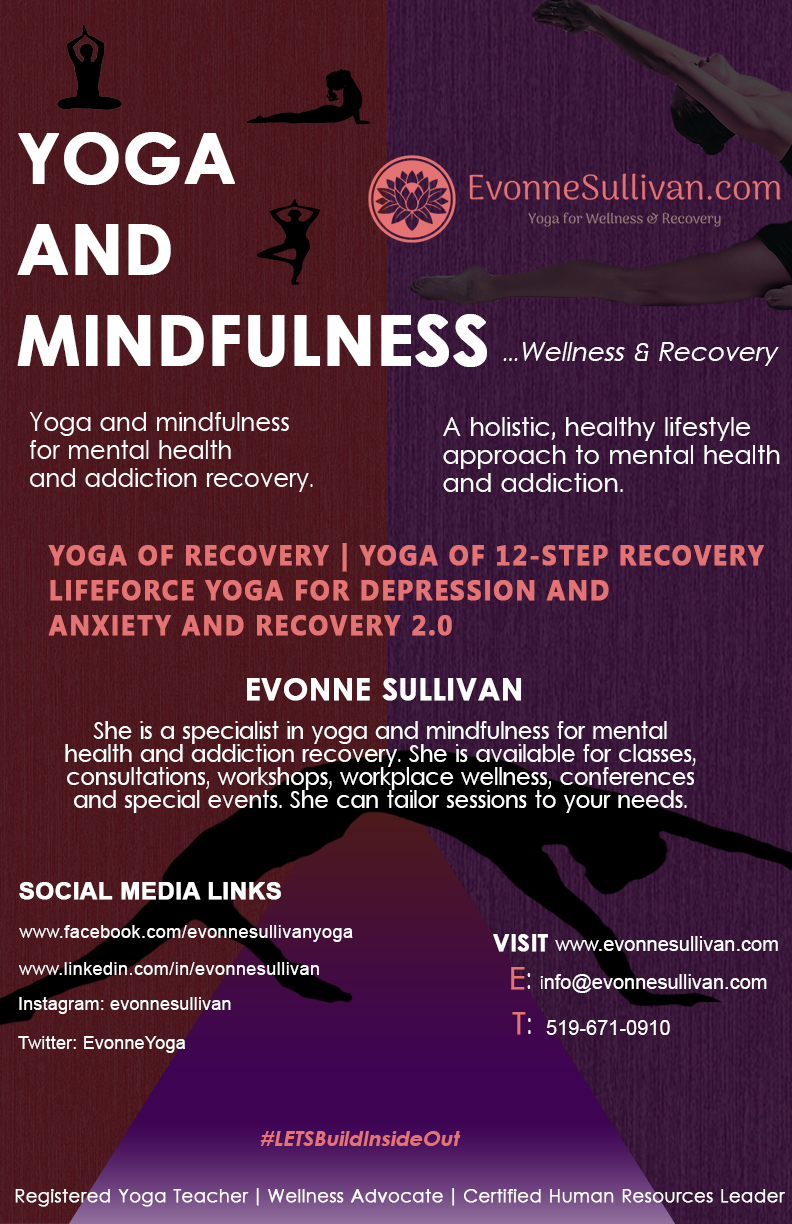 YOGA
AND
MINDFULNESS
EvonneSullivan.com
Yoga for Wellness & Recovery
...Wellness & Recovery
Yoga and mindfulness
for mental health
and addiction recovery.
A holistic, healthy lifestyle
approach to mental health
and addiction.
YOGA OF RECOVERY | YOGA OF 12-STEP RECOVERY
LIFEFORCE YOGA FOR DEPRESSION AND
ANXIETY AND RECOVERY 2.0
EVONNE SULLIVAN
She is a specialist in yoga and mindfulness for mental
health and addiction recovery. She is available for classes,
consultations, workshops, workplace wellness, conferences
and special events. She can tailor sessions to your needs.
SOCIAL MEDIA LINKS
www.facebook.com/evonnesullivanyoga
www.linkedin.com/in/evonnesullivan
Instagram: evonnesullivan
Twitter: EvonneYoga
VISIT www.evonnesullivan.com
E: info@evonnesullivan.com
T: 519-671-0910
#LETSBuildInsideOut
Registered Yoga Teacher | Wellness Advocate | Certified Human Resources Leader